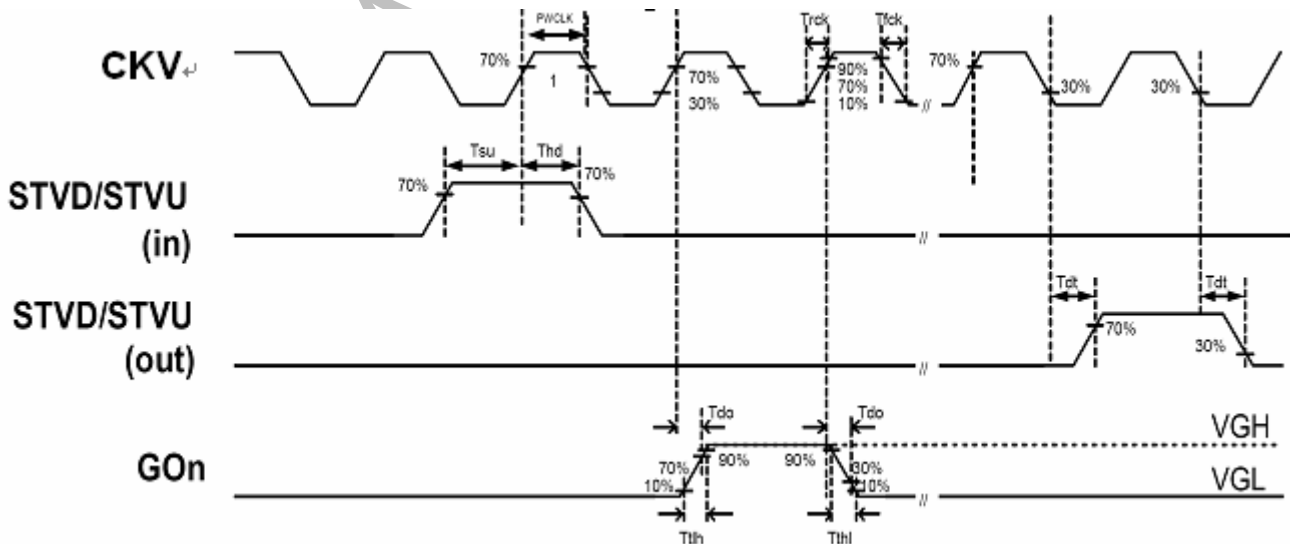 PWCLK
Trck
Tfck
CKV↵
70%
1
70%
30%
90%
70%
10%
70%
30%
30%
//
Tsu
Thd
STVD/STVU
(in)
70%
70%
//
STVD/STVU
(out)
Tdt
Tdt
70%
30%
//
Tdo
Tdo
VGH
GOn
70%
90%
90%
30%
10%
10%
VGL
//
Ttlh
Tthl